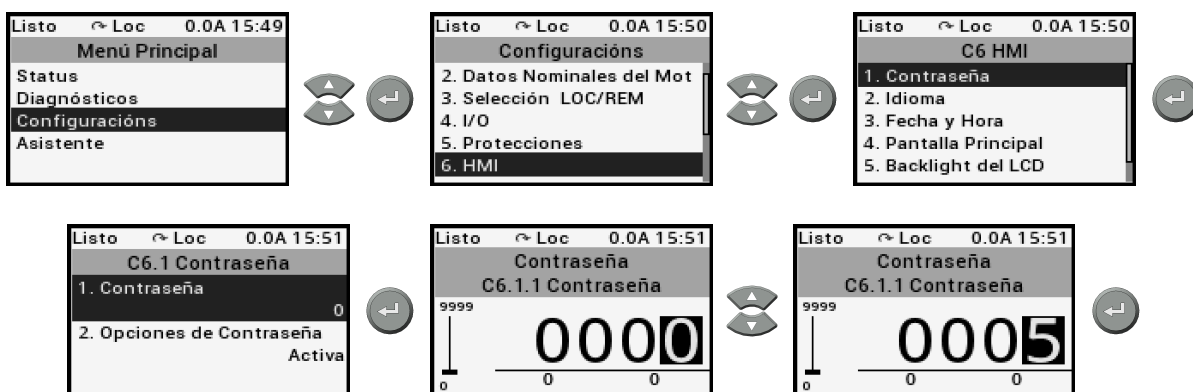 Listo Loc 0.0A 15:49
Menú Principal
Status
Diagnósticos
Configuracións
Asistente
Listo Loc 0.0A 15:50
Configuracións
2. Datos Nominales del Mot
3. Selección LOC/REM
4. I/O
5. Protecciones
6. HMI
Listo Loc 0.0A 15:50
C6 HMI
1. Contraseña
2. Idioma
3. Fecha y Hora
4. Pantalla Principal
5. Backlight del LCD
Listo Loc 0.0A 15:51
C6.1 Contraseña
1. Contraseña
0
2. Opciones de Contraseña
Activa
Listo Loc 0.0A 15:51
Contraseña
C6.1.1 Contraseña
9999
0000
0 0 0
Listo Loc 0.0A 15:51
Contraseña
C6.1.1 Contraseña
9999
0005
0 0 0